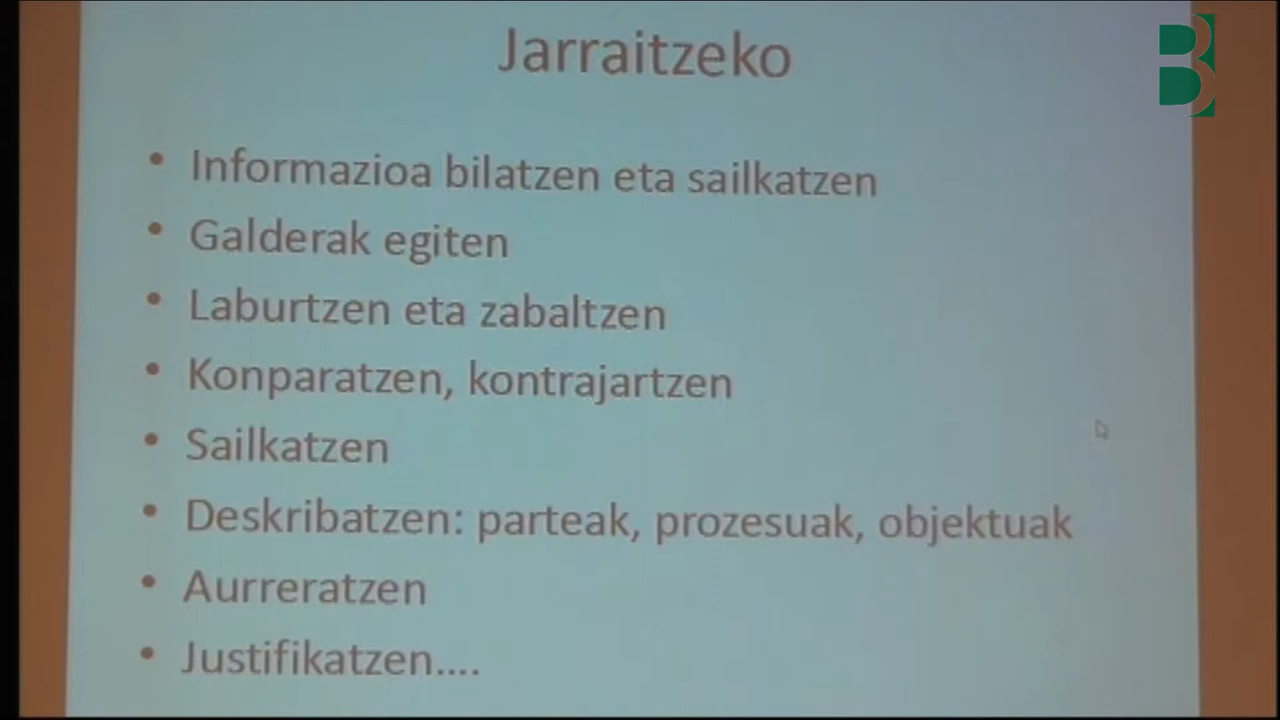 Jarraitzeko
• Informazioa bilatzen eta sailkatzen
• Galderak egiten
• Laburtzen eta zabaltzen
• Konparatzen, kontrajartzen
• Sailkatzen
• Deskribatzen: parteak, prozesuak, objektuak
• Aurreratzen
• Justifikatzen....
B